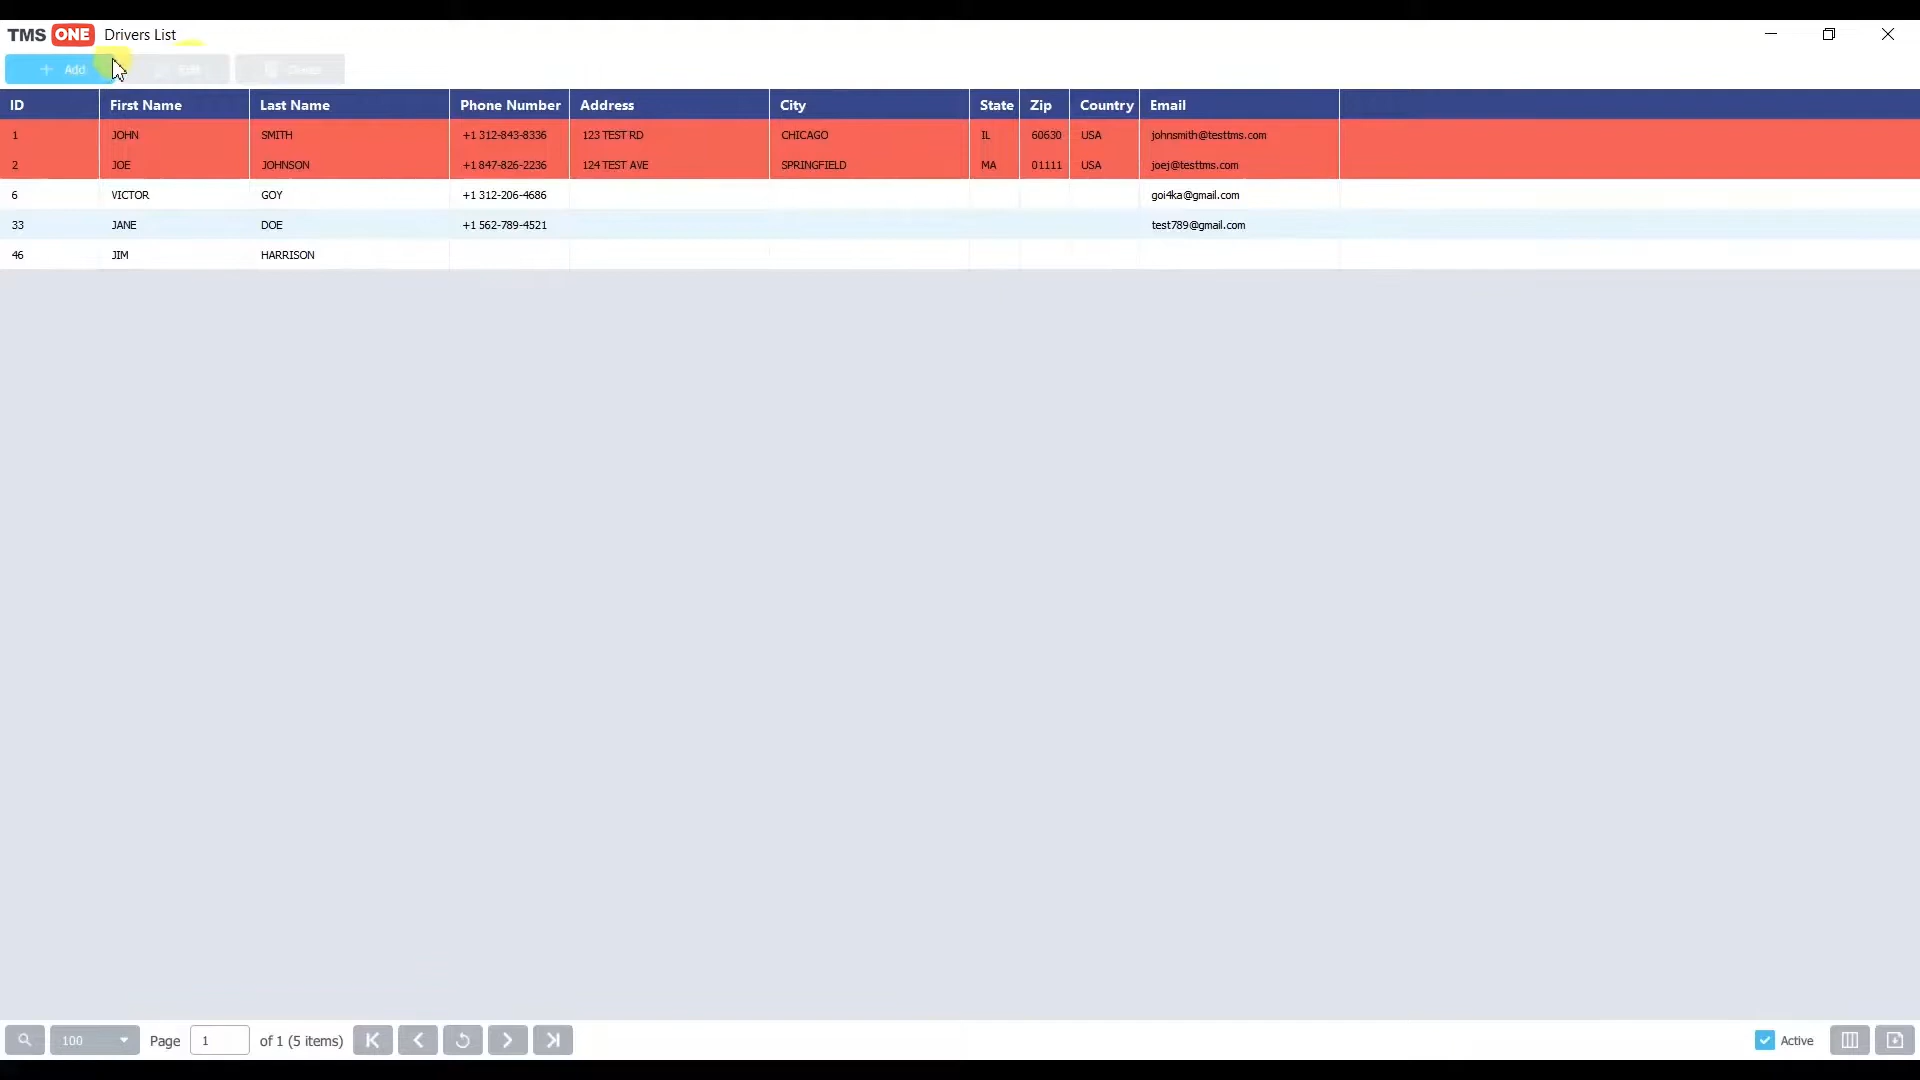 TMS ONE Drivers List
Add Edit Delete
ID First Name Last Name Phone Number Address City State Zip Country Email
1 JOHN SMITH +1 312-843-8336 123 TEST RD CHICAGO IL 60630 USA johnsmith@testtms.com
2 JOE JOHNSON +1 847-826-2236 124 TEST AVE SPRINGFIELD MA 01111 USA joej@testtms.com
6 VICTOR GOY +1 312-206-4686 goi4ka@gmail.com
33 JANE DOE +1 562-789-4521 test789@gmail.com
46 JIM HARRISON
100 Page 1 of 1 (5 items) Active